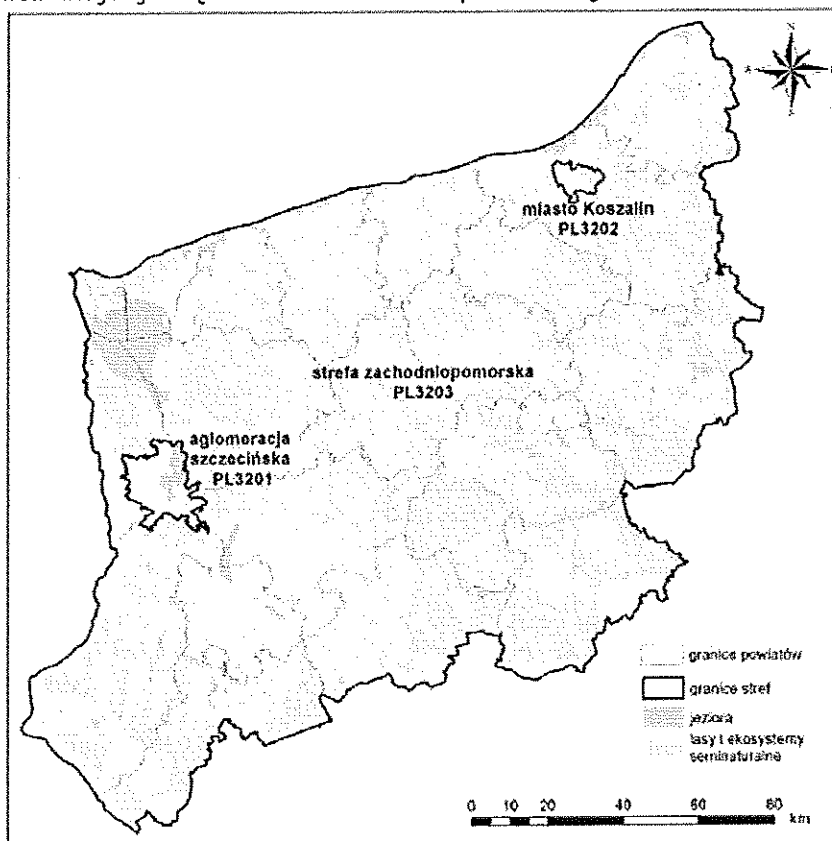 miasto Koszalin
PL3202
strefa zachodniopomorska
PL3203
aglomeracja
szczecińska
PL3201
granice powiatów
granice stref
jeziora
lasy i ekosystemy
seminaturalne
0 10 20 40 60 80
km